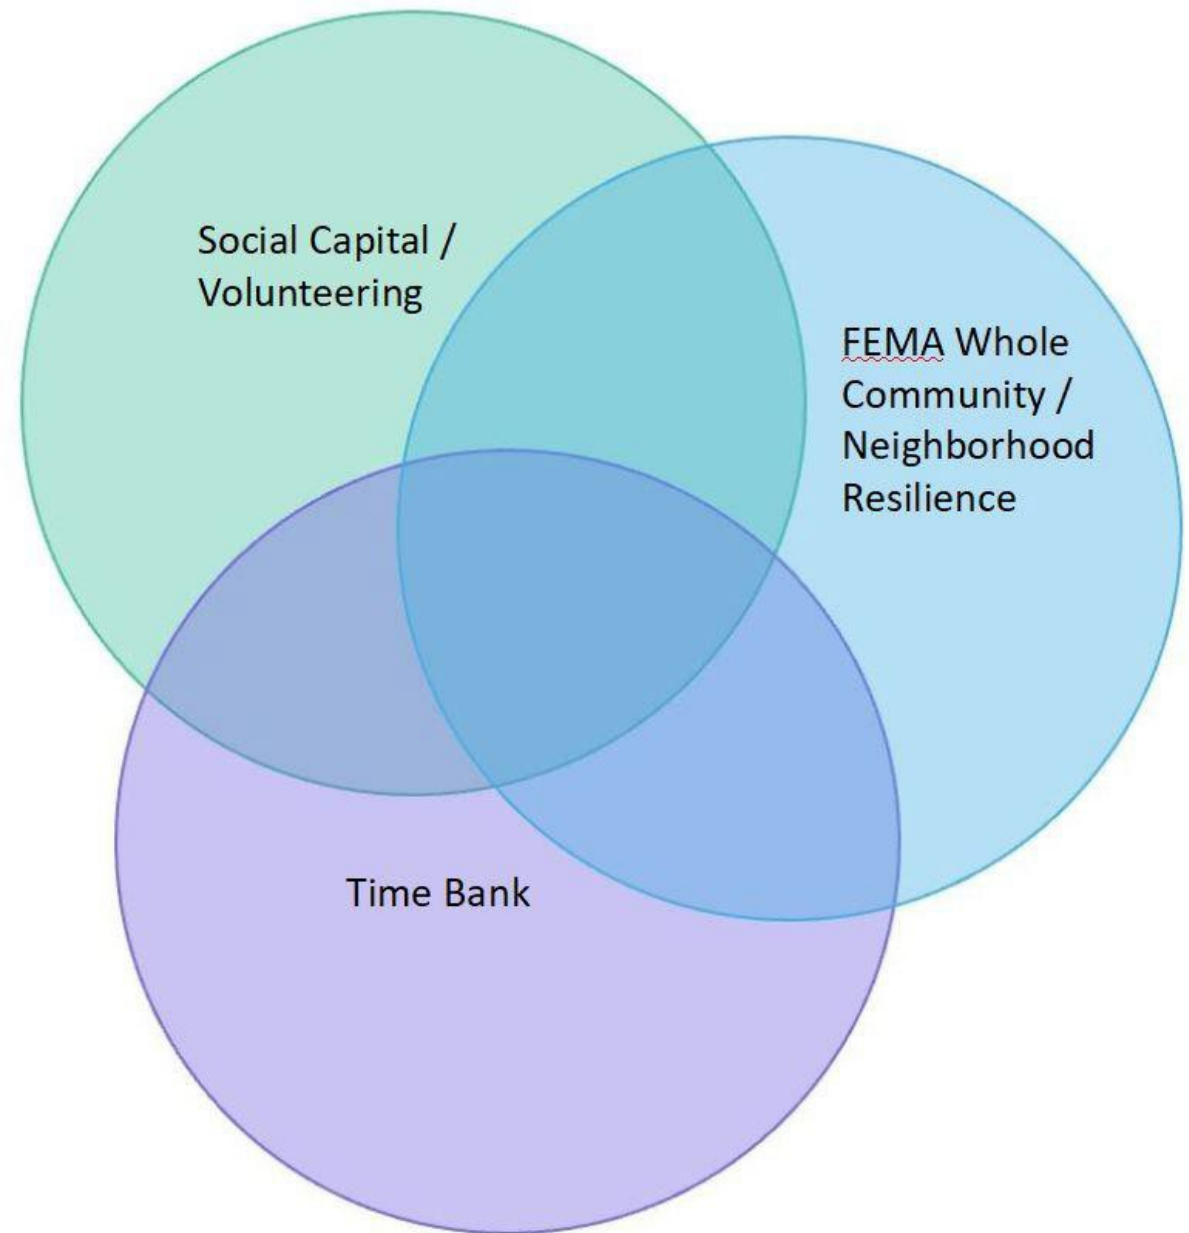 Social Capital /
Volunteering
FEMA Whole
Community /
Neighborhood
Resilience
Time Bank